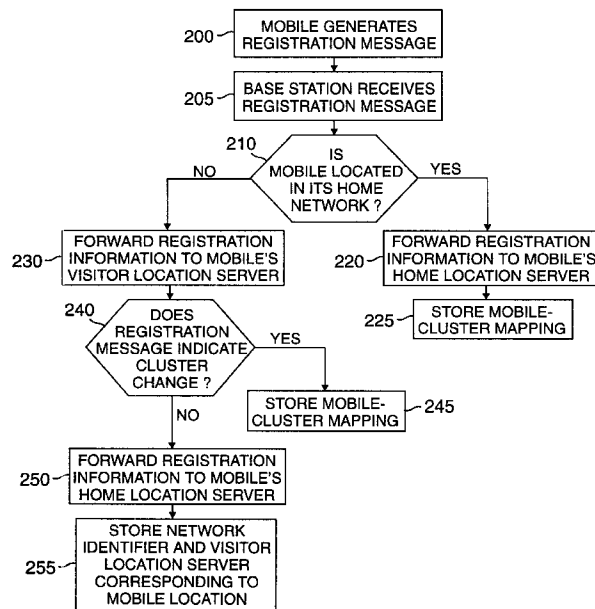 200
MOBILE GENERATES
REGISTRATION MESSAGE
205
BASE STATION RECEIVES
REGISTRATION MESSAGE
210
IS
MOBILE LOCATED
IN ITS HOME
NETWORK ?
NO
YES
230
FORWARD REGISTRATION
INFORMATION TO MOBILE'S
VISITOR LOCATION SERVER
220
FORWARD REGISTRATION
INFORMATION TO MOBILE'S
HOME LOCATION SERVER
225
STORE MOBILE-
CLUSTER MAPPING
240
DOES
REGISTRATION
MESSAGE INDICATE
CLUSTER
CHANGE ?
YES
STORE MOBILE-
CLUSTER MAPPING
245
NO
250
FORWARD REGISTRATION
INFORMATION TO MOBILE'S
HOME LOCATION SERVER
255
STORE NETWORK
IDENTIFIER AND VISITOR
LOCATION SERVER
CORRESPONDING TO
MOBILE LOCATION